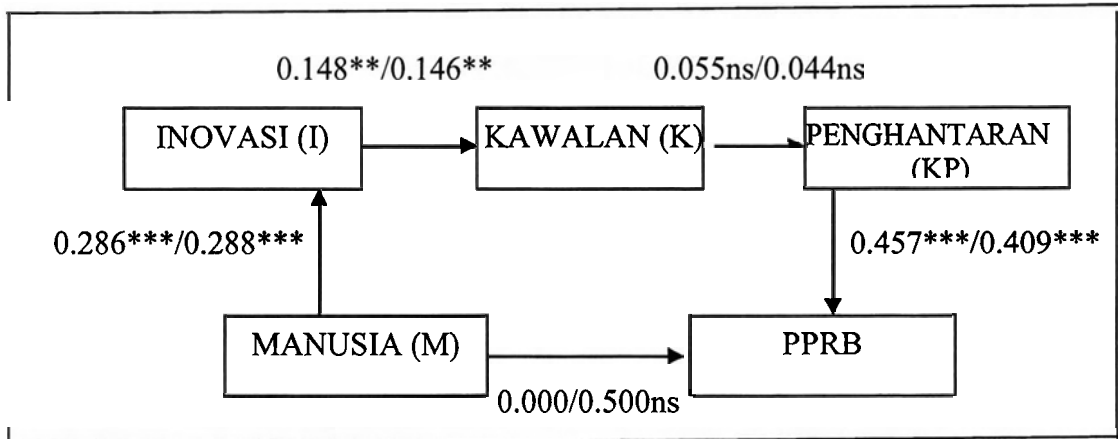 0.148**/0.146** 0.055ns/0.044ns
INOVASI (I) KAWALAN (K) PENGHANTARAN
(KP)
0.286***/0.288*** 0.457***/0.409***
MANUSIA (M) PPRB
0.000/0.500ns